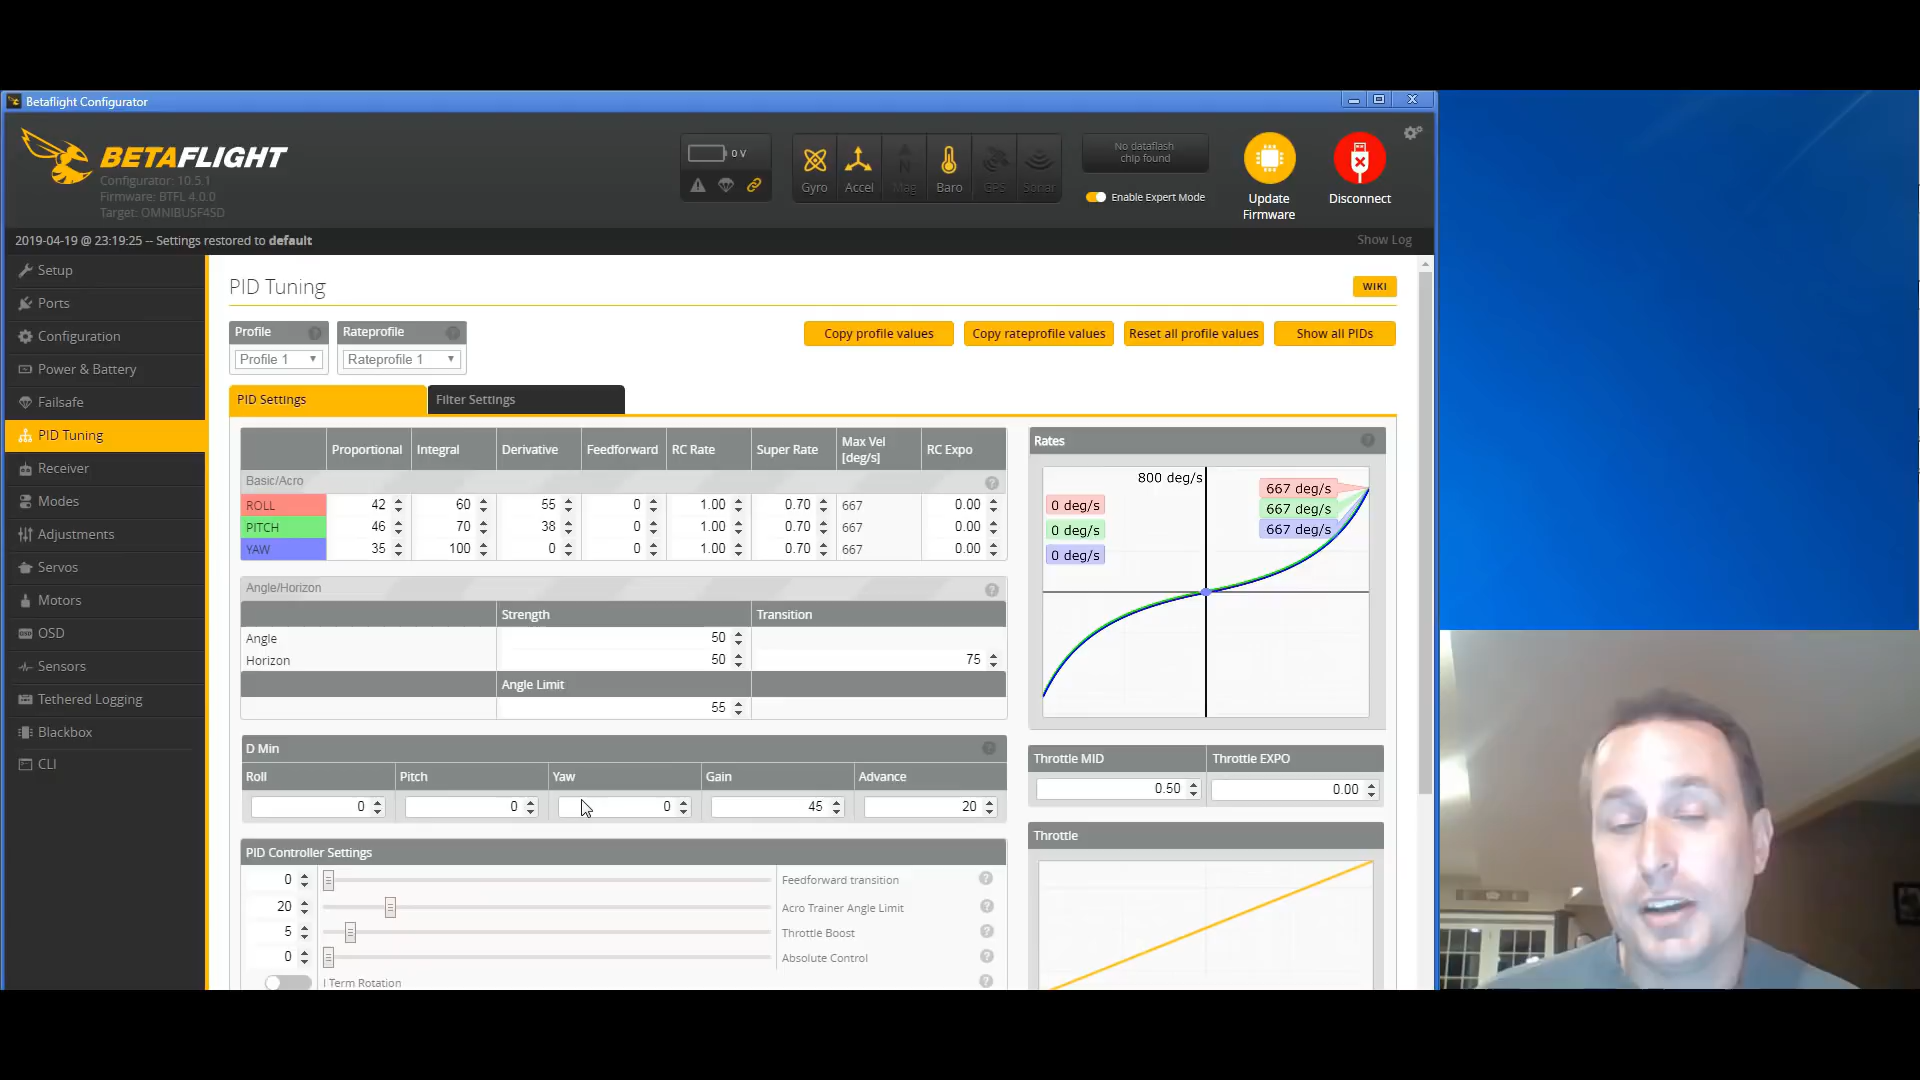 Betaflight Configurator
BETAFLIGHT
Configurator: 10.5.1
Firmware: BTFL 4.0.0
Target: OMNIBUSF4SD
0 V
Gyro
Accel
Mag
Baro
GPS
Sonar
No dataflash
chip found
Enable Expert Mode
Update
Firmware
Disconnect
2019-04-19 @ 23:19:25 -- Settings restored to default
Show Log
Setup
Ports
Configuration
Power & Battery
Failsafe
PID Tuning
Receiver
Modes
Adjustments
Servos
Motors
OSD
Sensors
Tethered Logging
Blackbox
CLI
PID Tuning
WIKI
Profile
Profile 1
Rateprofile
Rateprofile 1
Copy profile values
Copy rateprofile values
Reset all profile values
Show all PIDs
PID Settings
Filter Settings
Proportional Integral Derivative Feedforward RC Rate Super Rate Max Vel [deg/s] RC Expo
Basic/Acro
ROLL 42 60 55 0 1.00 0.70 667 0.00
PITCH 46 70 38 0 1.00 0.70 667 0.00
YAW 35 100 0 0 1.00 0.70 667 0.00
Angle/Horizon
Strength Transition
Angle 50
Horizon 50 75
Angle Limit
55
D Min
Roll Pitch Yaw Gain Advance
0 0 0 45 20
PID Controller Settings
0 Feedforward transition
20 Acro Trainer Angle Limit
5 Throttle Boost
0 Absolute Control
I Term Rotation
Rates
800 deg/s
0 deg/s
0 deg/s
0 deg/s
667 deg/s
667 deg/s
667 deg/s
Throttle MID Throttle EXPO
0.50 0.00
Throttle